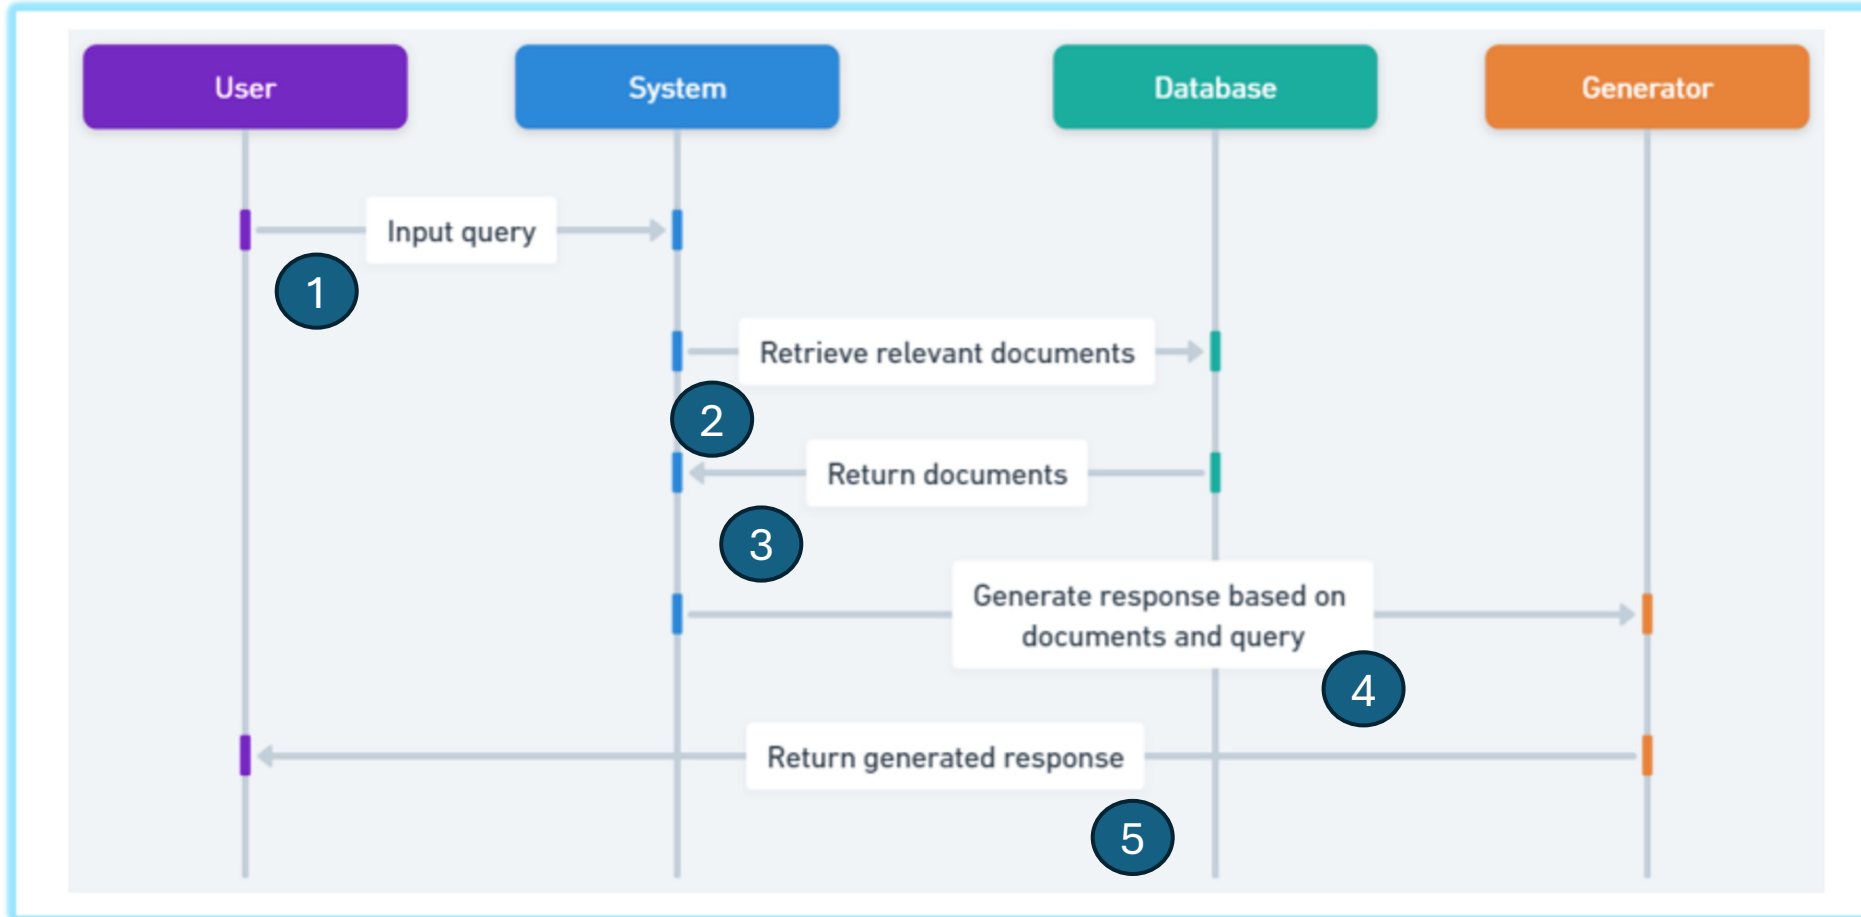 User
System
Database
Generator
Input query
1
Retrieve relevant documents
2
Return documents
3
Generate response based on
documents and query
4
Return generated response
5